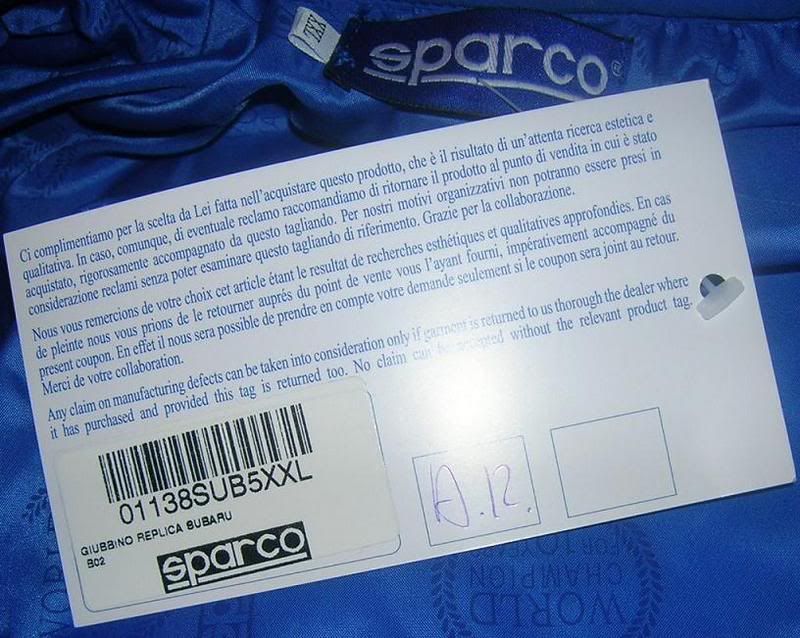 XXL
sparco®
Ci complimentiamo per la scelta da Lei fatta nell'acquistare questo prodotto, che è il risultato di un'attenta ricerca estetica e
qualitativa. In caso, comunque, di eventuale reclamo raccomandiamo di ritornare il prodotto al punto di vendita in cui è stato
acquistato, rigorosamente accompagnato da questo tagliando. Per nostri motivi organizzativi non potranno essere presi in
considerazione reclami senza poter esaminare questo tagliando di riferimento. Grazie per la collaborazione.
Nous vous remercions de votre choix cet article étant le resultat de recherches esthétiques et qualitatives approfondies. En cas
de pleinte nous vous prions de le retourner auprès du point de vente vous l'ayant fourni, impérativement accompagné du
present coupon. En effet il nous sera possible de prendre en compte votre demande seulement si le coupon sera joint au retour.
Merci de votre collaboration.
Any claim on manufacturing defects can be taken into consideration only if garment is returned to us thorough the dealer where
it has purchased and provided this tag is returned too. No claim can be accepted without the relevant product tag.
01138SUB5XXL
GIUBBINO REPLICA SUBARU
B02
sparco
A.R.
WORLD
CHAMPION
FOR 1